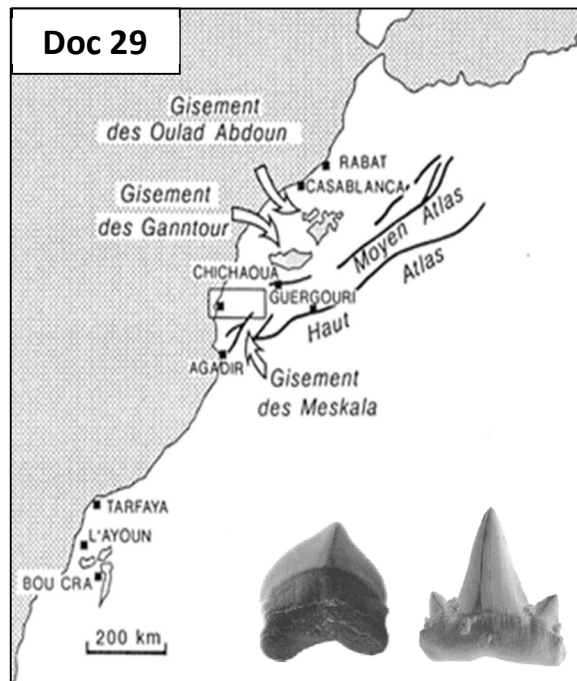 Doc 29
Gisement
des Oulad Abdoun
RABAT
CASABLANCA
Gisement
des Ganntour
Moyen Atlas
CHICHAOUA
GUERGOURI
Haut Atlas
AGADIR
Gisement
des Meskala
TARFAYA
L'AYOUN
BOU CRA
200 km